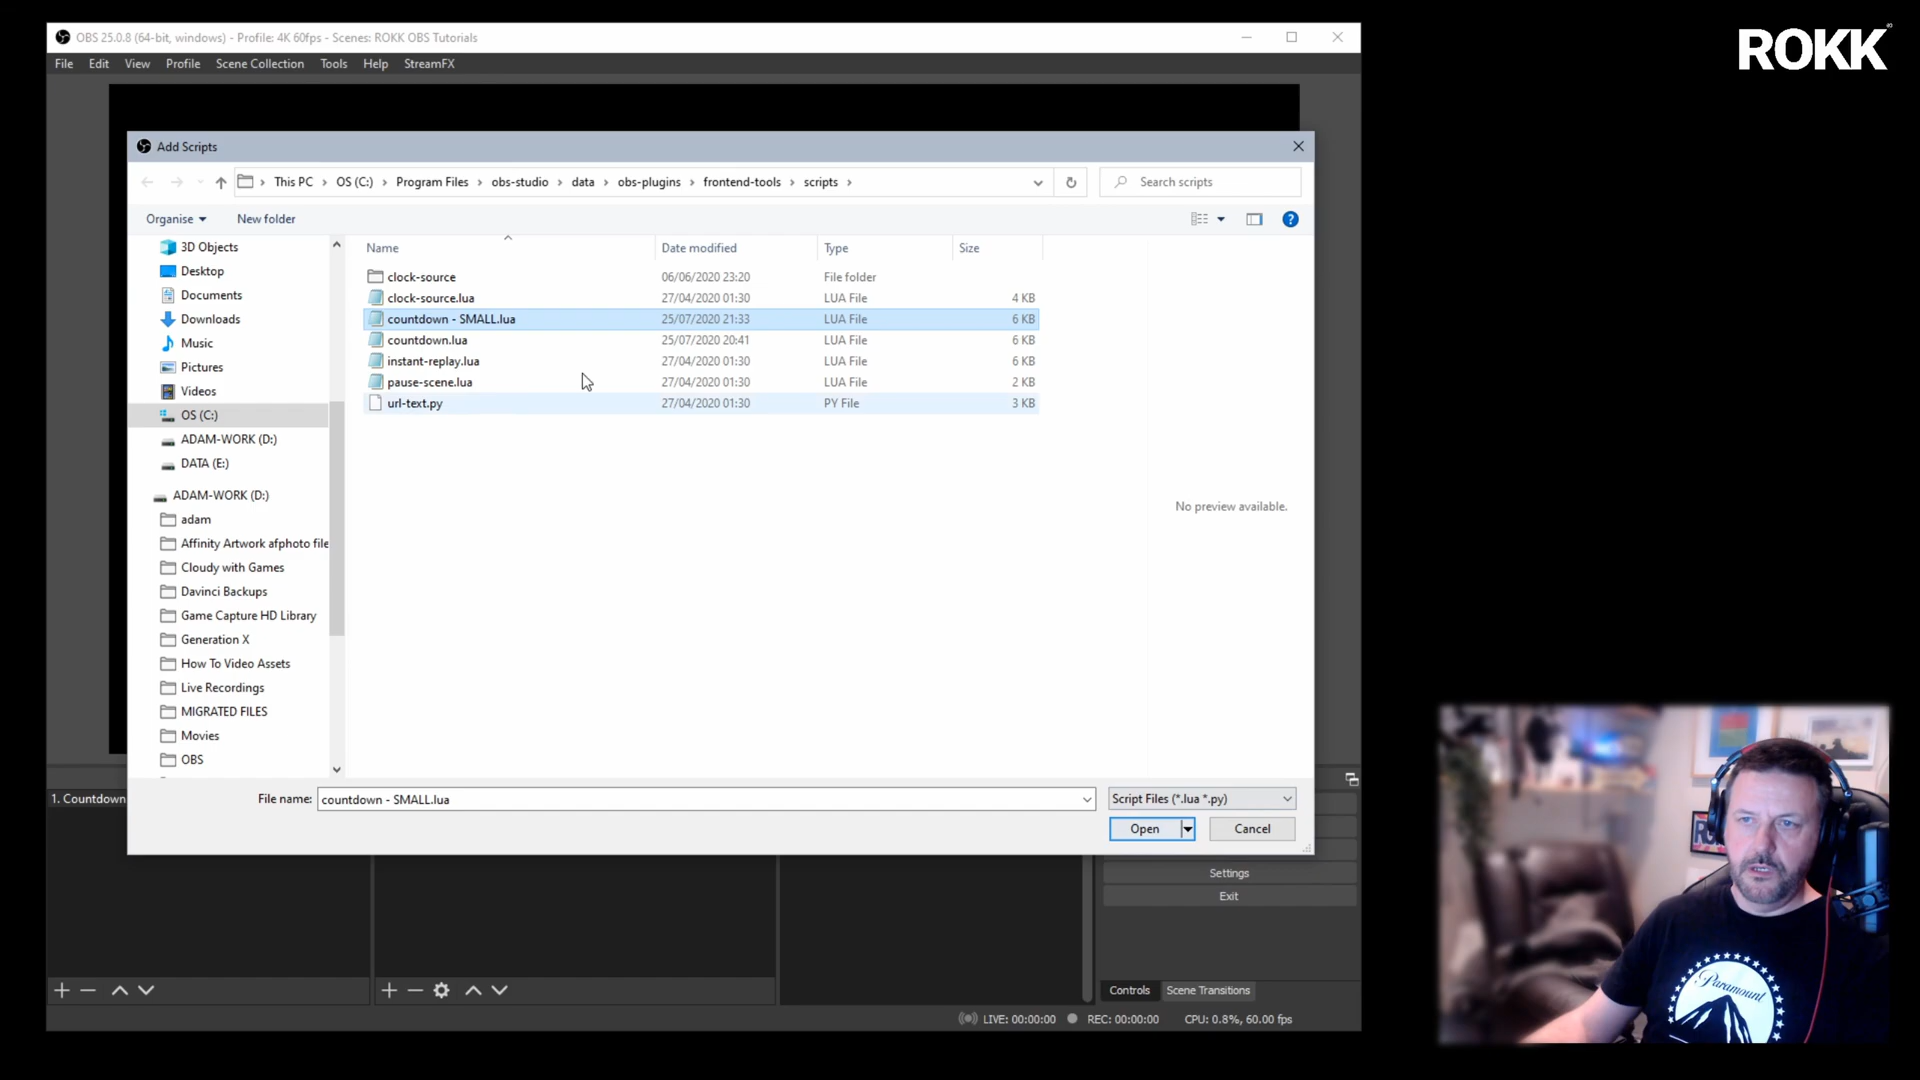 ROKK
OBS 25.0.8 (64-bit, windows) - Profile: 4K 60fps - Scenes: ROKK OBS Tutorials
File Edit View Profile Scene Collection Tools Help StreamFX
Add Scripts
This PC > OS (C:) > Program Files > obs-studio > data > obs-plugins > frontend-tools > scripts >
Search scripts
Organise New folder
3D Objects
Desktop
Documents
Downloads
Music
Pictures
Videos
OS (C:)
ADAM-WORK (D:)
DATA (E:)
ADAM-WORK (D:)
adam
Affinity Artwork afphoto file
Cloudy with Games
Davinci Backups
Game Capture HD Library
Generation X
How To Video Assets
Live Recordings
MIGRATED FILES
Movies
OBS
Name Date modified Type Size
clock-source 06/06/2020 23:20 File folder
clock-source.lua 27/04/2020 01:30 LUA File 4 KB
countdown - SMALL.lua 25/07/2020 21:33 LUA File 6 KB
countdown.lua 25/07/2020 20:41 LUA File 6 KB
instant-replay.lua 27/04/2020 01:30 LUA File 6 KB
pause-scene.lua 27/04/2020 01:30 LUA File 2 KB
url-text.py 27/04/2020 01:30 PY File 3 KB
No preview available.
File name: countdown - SMALL.lua Script Files (*.lua *.py)
Open Cancel
1. Countdown
Settings
Exit
Controls Scene Transitions
LIVE: 00:00:00 REC: 00:00:00 CPU: 0.8%, 60.00 fps
Paramount